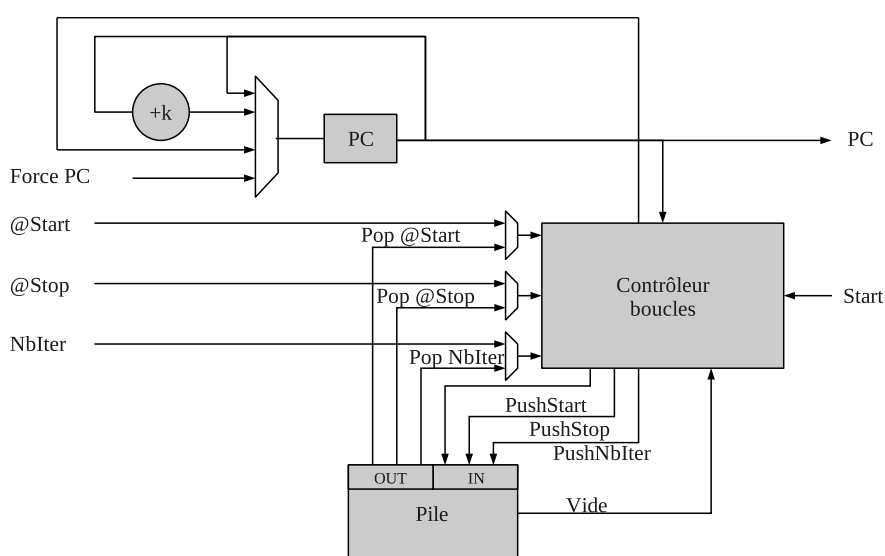 +k
PC
PC
Force PC
@Start
Pop @Start
@Stop
Pop @Stop
Contrôleur
boucles
Start
NbIter
Pop NbIter
PushStart
PushStop
PushNbIter
OUT
IN
Pile
Vide